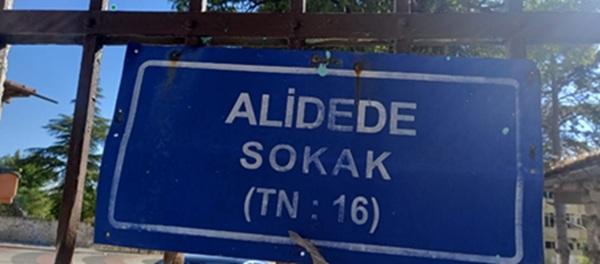 ALİDEDE
SOKAK
(TN : 16)